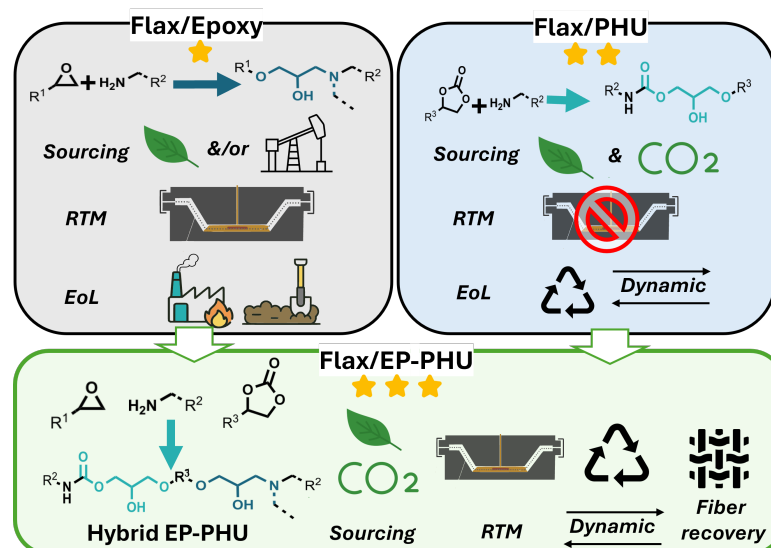 Flax/Epoxy
R¹
+
H₂N
R²
R¹
O
OH
N
R²
Sourcing
&/or
RTM
EoL
Flax/PHU
O
O
O
R³
+
H₂N
R²
R²
N
H
O
O
OH
O
R³
Sourcing
&
CO2
RTM
EoL
Dynamic
Flax/EP-PHU
O
R¹
H₂N
R²
O
O
O
R³
R²
N
H
O
O
OH
O
R³
O
OH
N
R²
Hybrid EP-PHU
CO2
Sourcing
RTM
Dynamic
Fiber
recovery